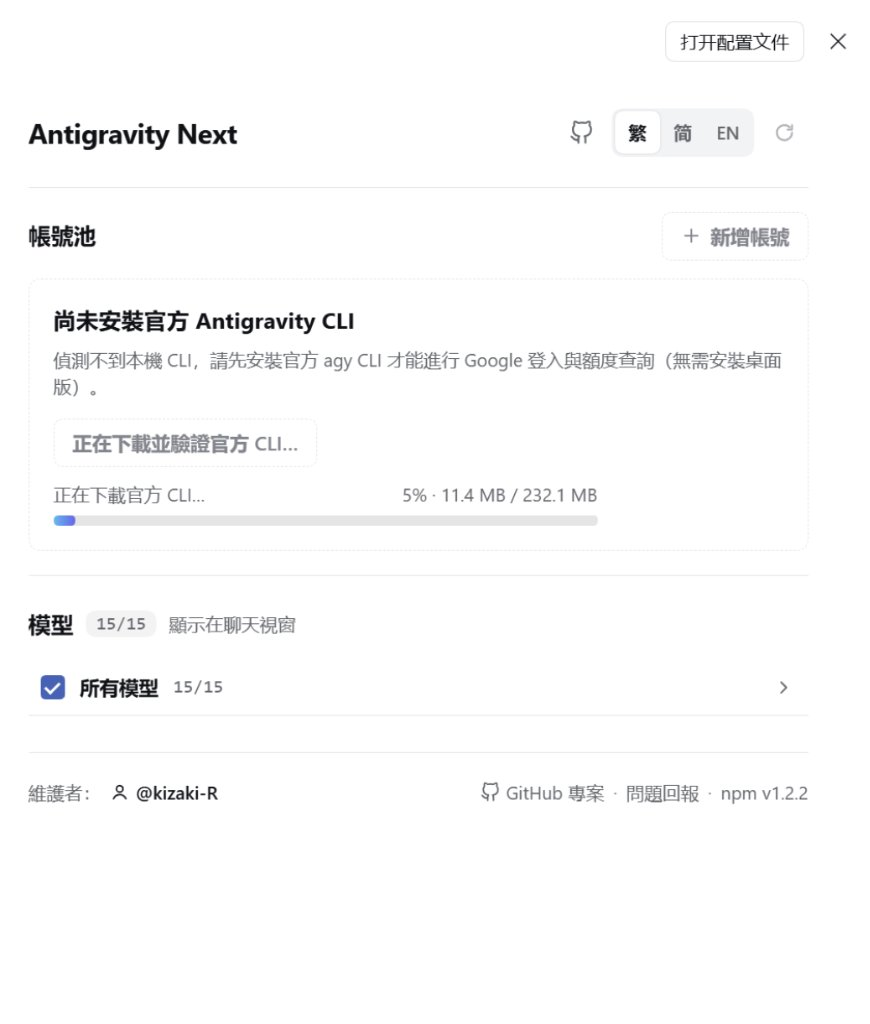 打开配置文件
Antigravity Next
繁 简 EN
帳號池
新增帳號
尚未安裝官方 Antigravity CLI
偵測不到本機 CLI，請先安裝官方 agy CLI 才能進行 Google 登入與額度查詢（無需安裝桌面
版）。
正在下載並驗證官方 CLI...
正在下載官方 CLI...
5% · 11.4 MB / 232.1 MB
模型 15/15 顯示在聊天視窗
所有模型 15/15
維護者： @kizaki-R
GitHub 專案 · 問題回報 · npm v1.2.2